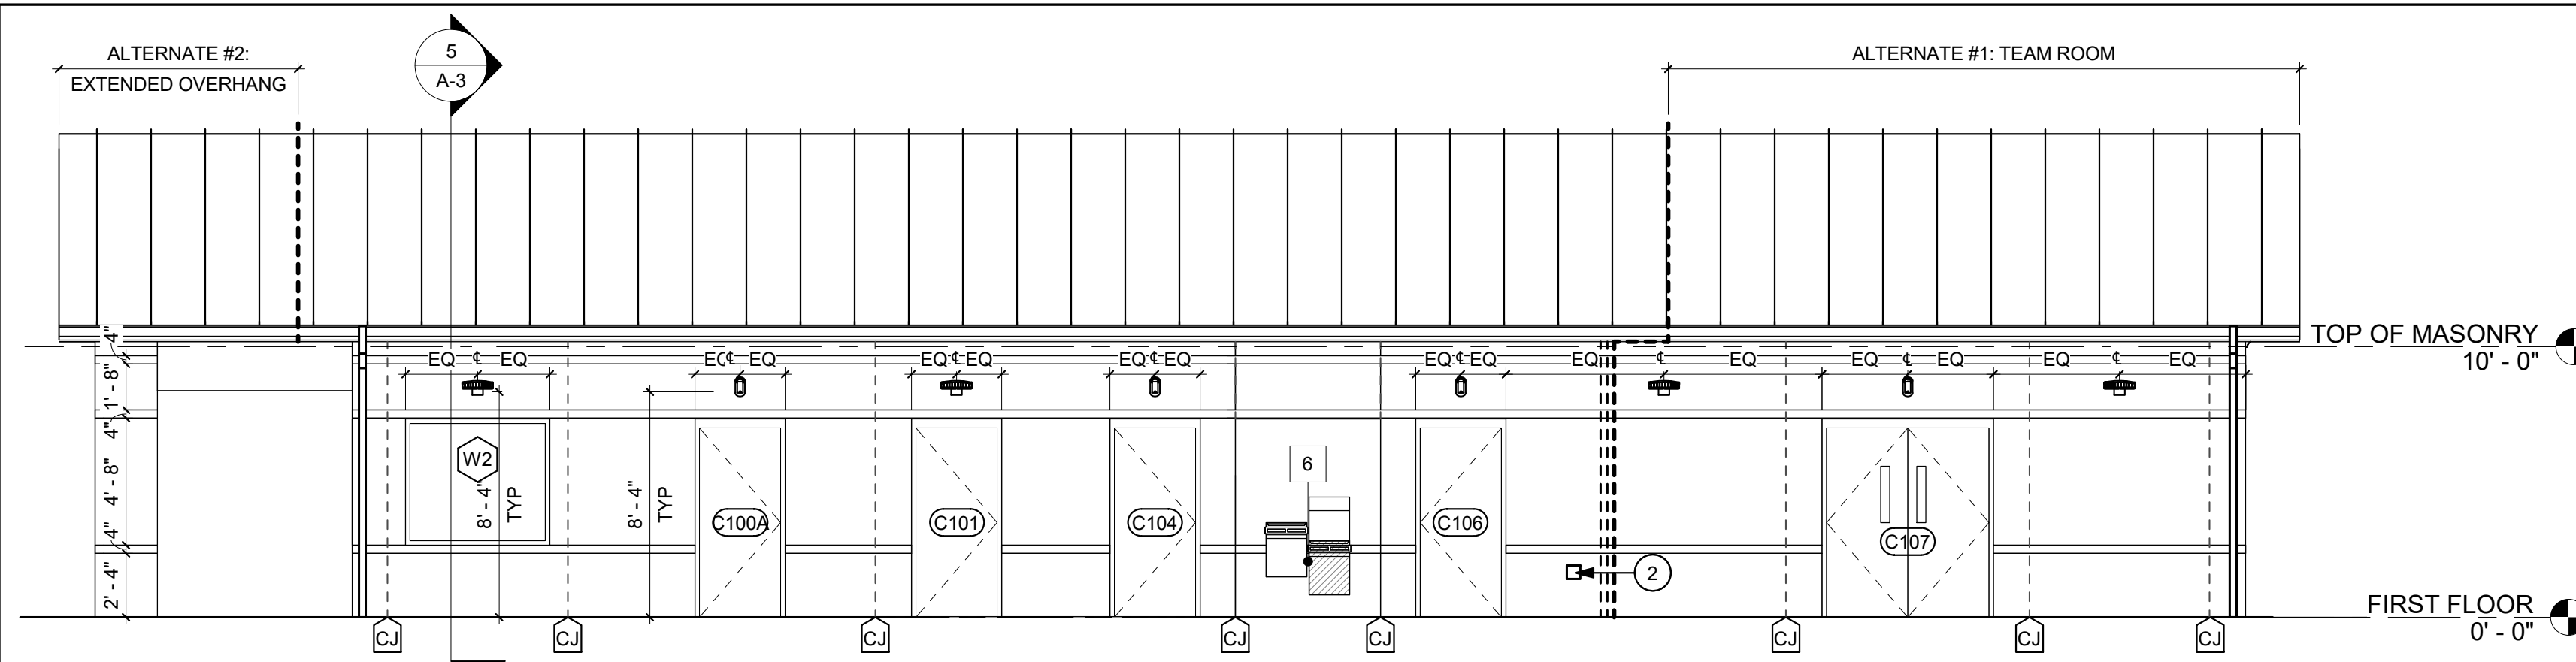 ALTERNATE #2:
EXTENDED OVERHANG
5
A-3
ALTERNATE #1: TEAM ROOM
TOP OF MASONRY
10' - 0"
4"
1' - 8"
4"
4' - 8"
4"
2' - 4"
EQ ℄ EQ
EQ ℄ EQ
EQ ℄ EQ
EQ ℄ EQ
EQ ℄ EQ
EQ ℄ EQ
EQ ℄ EQ
EQ ℄ EQ
W2
8' - 4"
TYP
8' - 4"
TYP
C100A
C101
C104
6
C106
2
C107
FIRST FLOOR
0' - 0"
CJ
CJ
CJ
CJ
CJ
CJ
CJ
CJ